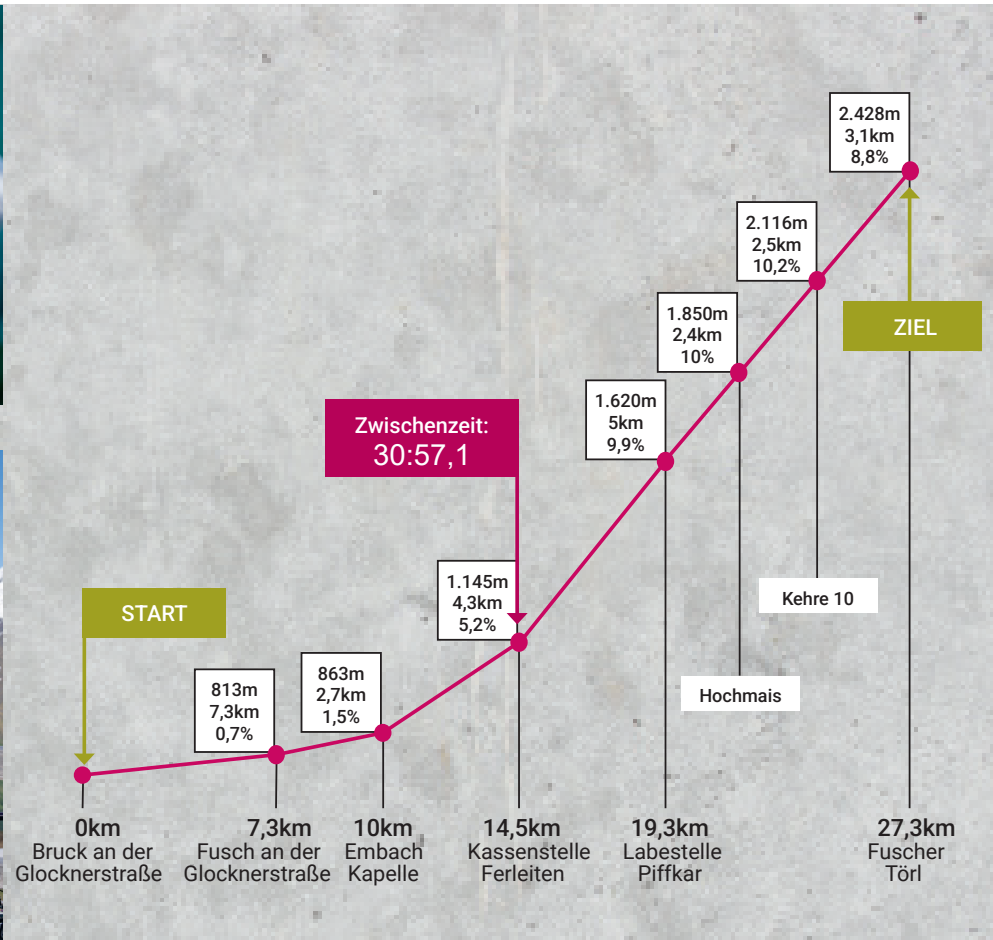 2.428m
3,1km
8,8%
2.116m
2,5km
10,2%
ZIEL
1.850m
2,4km
10%
1.620m
5km
9,9%
Zwischenzeit:
30:57,1
1.145m
4,3km
5,2%
Kehre 10
START
863m
2,7km
1,5%
813m
7,3km
0,7%
Hochmais
0km
Bruck an der
Glocknerstraße
7,3km
Fusch an der
Glocknerstraße
10km
Embach
Kapelle
14,5km
Kassenstelle
Ferleiten
19,3km
Labestelle
Piffkar
27,3km
Fuscher
Törl